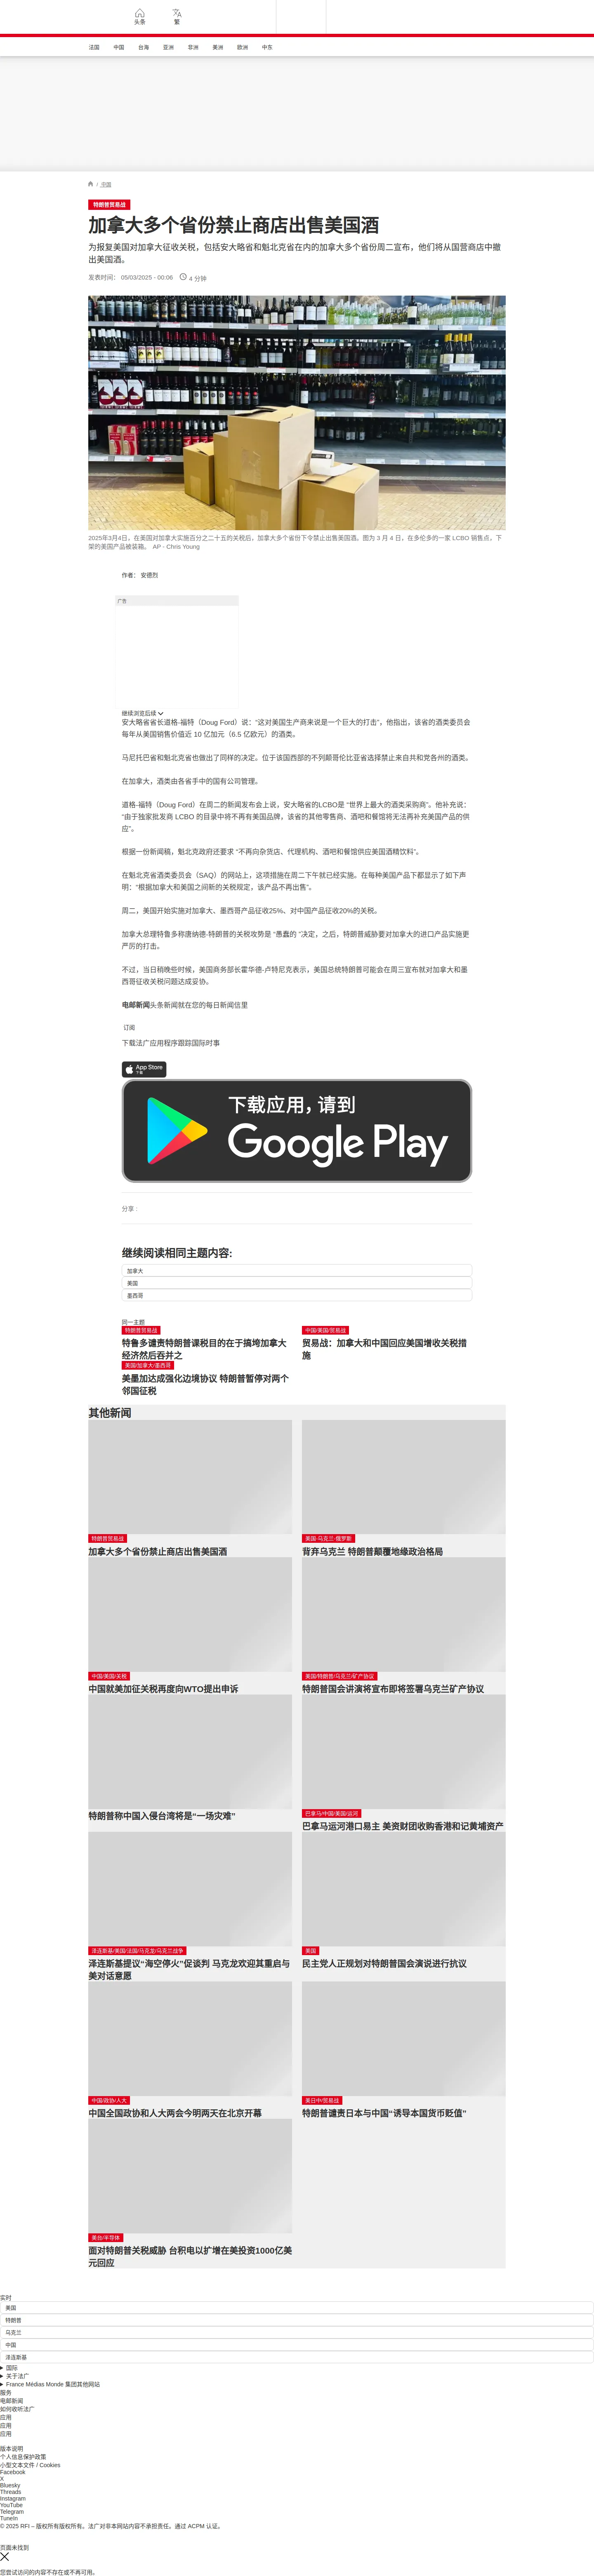 头条
繁
法国
中国
台海
亚洲
非洲
美洲
欧洲
中东
/ 中国
特朗普贸易战
加拿大多个省份禁止商店出售美国酒
为报复美国对加拿大征收关税，包括安大略省和魁北克省在内的加拿大多个省份周二宣布，他们将从国营商店中撤
出美国酒。
发表时间： 05/03/2025 - 00:06
4 分钟
2025年3月4日，在美国对加拿大实施百分之二十五的关税后，加拿大多个省份下令禁止出售美国酒。图为 3 月 4 日，在多伦多的一家 LCBO 销售点，下
架的美国产品被装箱。 AP - Chris Young
作者： 安德烈
广告
继续浏览后续
安大略省省长道格-福特（Doug Ford）说：“这对美国生产商来说是一个巨大的打击”，他指出，该省的酒类委员会
每年从美国销售价值近 10 亿加元（6.5 亿欧元）的酒类。
马尼托巴省和魁北克省也做出了同样的决定。位于该国西部的不列颠哥伦比亚省选择禁止来自共和党各州的酒类。
在加拿大，酒类由各省手中的国有公司管理。
道格-福特（Doug Ford）在周二的新闻发布会上说，安大略省的LCBO是 “世界上最大的酒类采购商”。他补充说：
“由于独家批发商 LCBO 的目录中将不再有美国品牌，该省的其他零售商、酒吧和餐馆将无法再补充美国产品的供
应”。
根据一份新闻稿，魁北克政府还要求 “不再向杂货店、代理机构、酒吧和餐馆供应美国酒精饮料”。
在魁北克省酒类委员会（SAQ）的网站上，这项措施在周二下午就已经实施。在每种美国产品下都显示了如下声
明：“根据加拿大和美国之间新的关税规定，该产品不再出售”。
周二，美国开始实施对加拿大、墨西哥产品征收25%、对中国产品征收20%的关税。
加拿大总理特鲁多称唐纳德·特朗普的关税攻势是 “愚蠢的 ”决定，之后，特朗普威胁要对加拿大的进口产品实施更
严厉的打击。
不过，当日稍晚些时候，美国商务部长霍华德-卢特尼克表示，美国总统特朗普可能会在周三宣布就对加拿大和墨
西哥征收关税问题达成妥协。
电邮新闻头条新闻就在您的每日新闻信里
订阅
下载法广应用程序跟踪国际时事
App Store
下载
下载应用，请到
Google Play
分享 :
继续阅读相同主题内容:
加拿大
美国
墨西哥
同一主题
特朗普贸易战
特鲁多谴责特朗普课税目的在于搞垮加拿大
经济然后吞并之
中国/美国/贸易战
贸易战：加拿大和中国回应美国增收关税措
施
美国/加拿大/墨西哥
美墨加达成强化边境协议 特朗普暂停对两个
邻国征税
其他新闻
特朗普贸易战
加拿大多个省份禁止商店出售美国酒
美国-乌克兰-俄罗斯
背弃乌克兰 特朗普颠覆地缘政治格局
中国/美国/关税
中国就美加征关税再度向WTO提出申诉
美国/特朗普/乌克兰/矿产协议
特朗普国会讲演将宣布即将签署乌克兰矿产协议
特朗普称中国入侵台湾将是“一场灾难”
巴拿马/中国/美国/运河
巴拿马运河港口易主 美资财团收购香港和记黄埔资产
泽连斯基/美国/法国/马克龙/乌克兰战争
泽连斯基提议“海空停火”促谈判 马克龙欢迎其重启与
美对话意愿
美国
民主党人正规划对特朗普国会演说进行抗议
中国/政协/人大
中国全国政协和人大两会今明两天在北京开幕
美日中/贸易战
特朗普谴责日本与中国“诱导本国货币贬值”
美台/半导体
面对特朗普关税威胁 台积电以扩增在美投资1000亿美
元回应
实时
美国
特朗普
乌克兰
中国
泽连斯基
国际
关于法广
France Médias Monde 集团其他网站
服务
电邮新闻
如何收听法广
应用
应用
应用
版本说明
个人信息保护政策
小型文本文件 / Cookies
Facebook
X
Bluesky
Threads
Instagram
YouTube
Telegram
TuneIn
© 2025 RFI – 版权所有版权所有。法广对非本网站内容不承担责任。通过 ACPM 认证。
页面未找到
您尝试访问的内容不存在或不再可用。